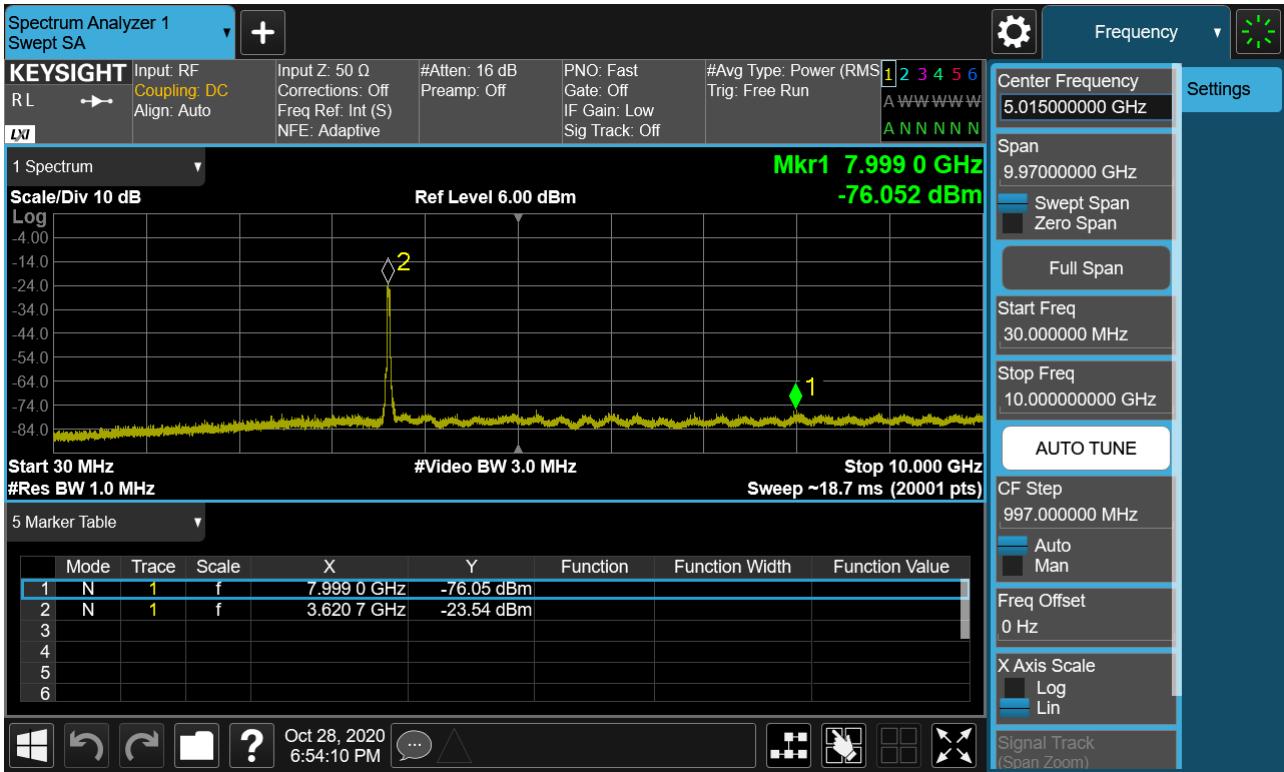 Spectrum Analyzer 1
Swept SA
Frequency
KEYSIGHT
R L
LXI
Input: RF
Coupling: DC
Align: Auto
Input Z: 50 Ω
Corrections: Off
Freq Ref: Int (S)
NFE: Adaptive
#Atten: 16 dB
Preamp: Off
PNO: Fast
Gate: Off
IF Gain: Low
Sig Track: Off
#Avg Type: Power (RMS
Trig: Free Run
1 2 3 4 5 6
A W W W W W
A N N N N N
1 Spectrum
Mkr1 7.999 0 GHz
-76.052 dBm
Scale/Div 10 dB
Ref Level 6.00 dBm
Log
-4.00
-14.0
-24.0
-34.0
-44.0
-54.0
-64.0
-74.0
-84.0
2
1
Start 30 MHz
#Video BW 3.0 MHz
Stop 10.000 GHz
#Res BW 1.0 MHz
Sweep ~18.7 ms (20001 pts)
5 Marker Table
Mode Trace Scale X Y Function Function Width Function Value
1 N 1 f 7.999 0 GHz -76.05 dBm
2 N 1 f 3.620 7 GHz -23.54 dBm
3
4
5
6
Center Frequency
5.015000000 GHz
Settings
Span
9.97000000 GHz
Swept Span
Zero Span
Full Span
Start Freq
30.000000 MHz
Stop Freq
10.000000000 GHz
AUTO TUNE
CF Step
997.000000 MHz
Auto
Man
Freq Offset
0 Hz
X Axis Scale
Log
Lin
Signal Track
(Span Zoom)
?
Oct 28, 2020
6:54:10 PM